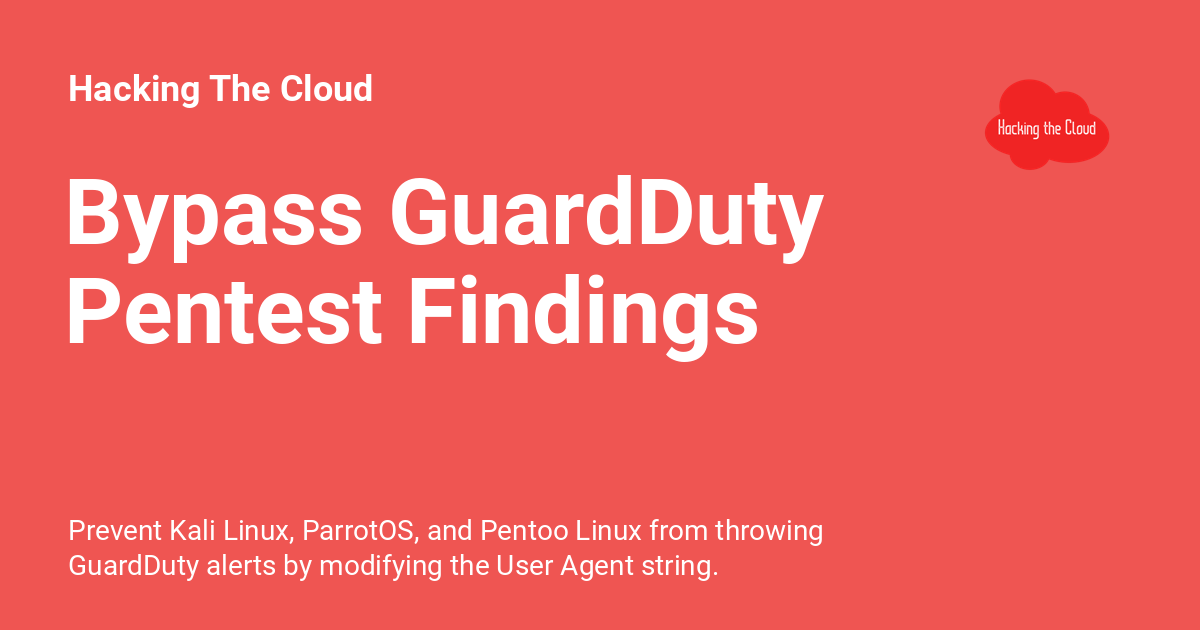 Hacking The Cloud
Hacking the Cloud
Bypass GuardDuty
Pentest Findings
Prevent Kali Linux, ParrotOS, and Pentoo Linux from throwing
GuardDuty alerts by modifying the User Agent string.